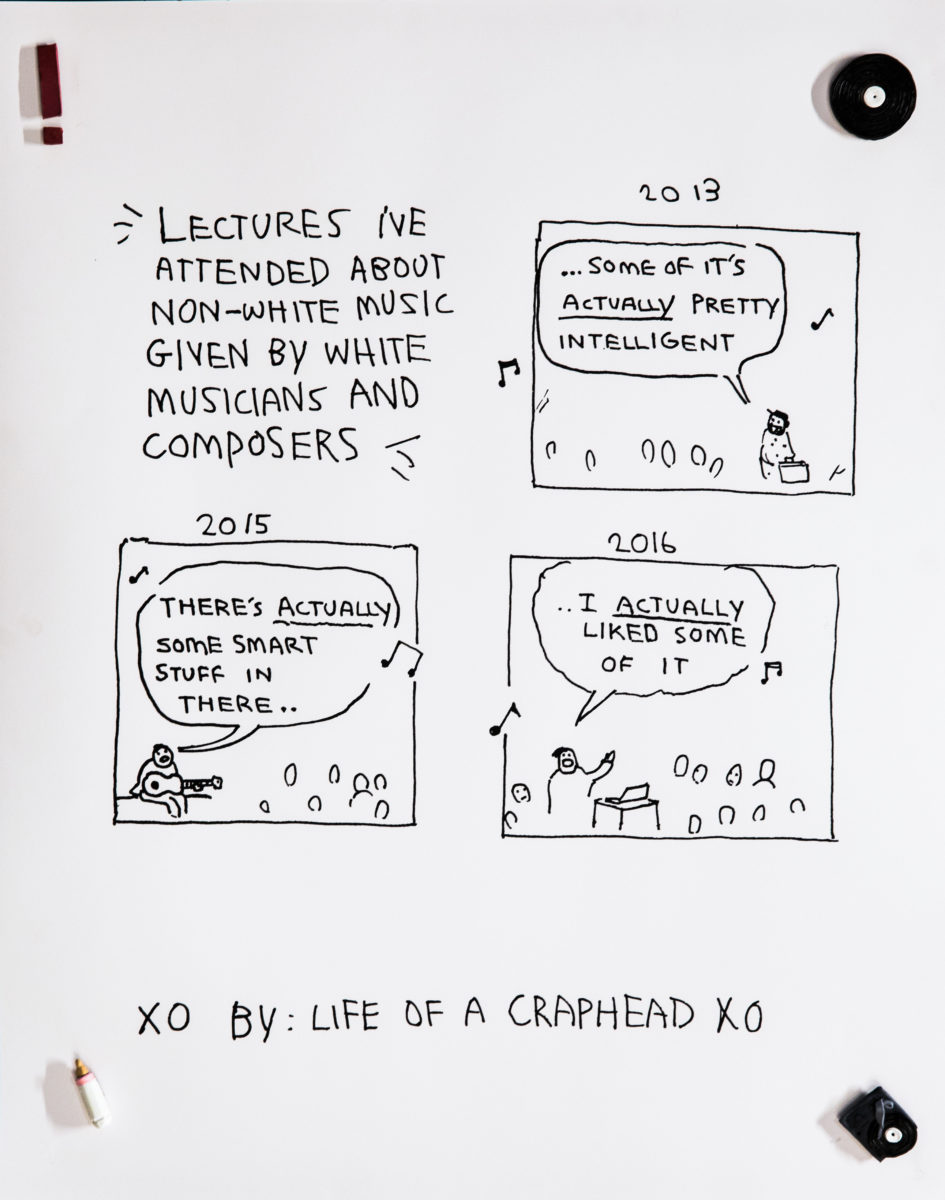 LECTURES I'VE
ATTENDED ABOUT
NON-WHITE MUSIC
GIVEN BY WHITE
MUSICIANS AND
COMPOSERS
2013
...SOME OF IT'S
ACTUALLY PRETTY
INTELLIGENT
2015
THERE'S ACTUALLY
SOME SMART
STUFF IN
THERE..
2016
..I ACTUALLY
LIKED SOME
OF IT
XO BY: LIFE OF A CRAPHEAD XO